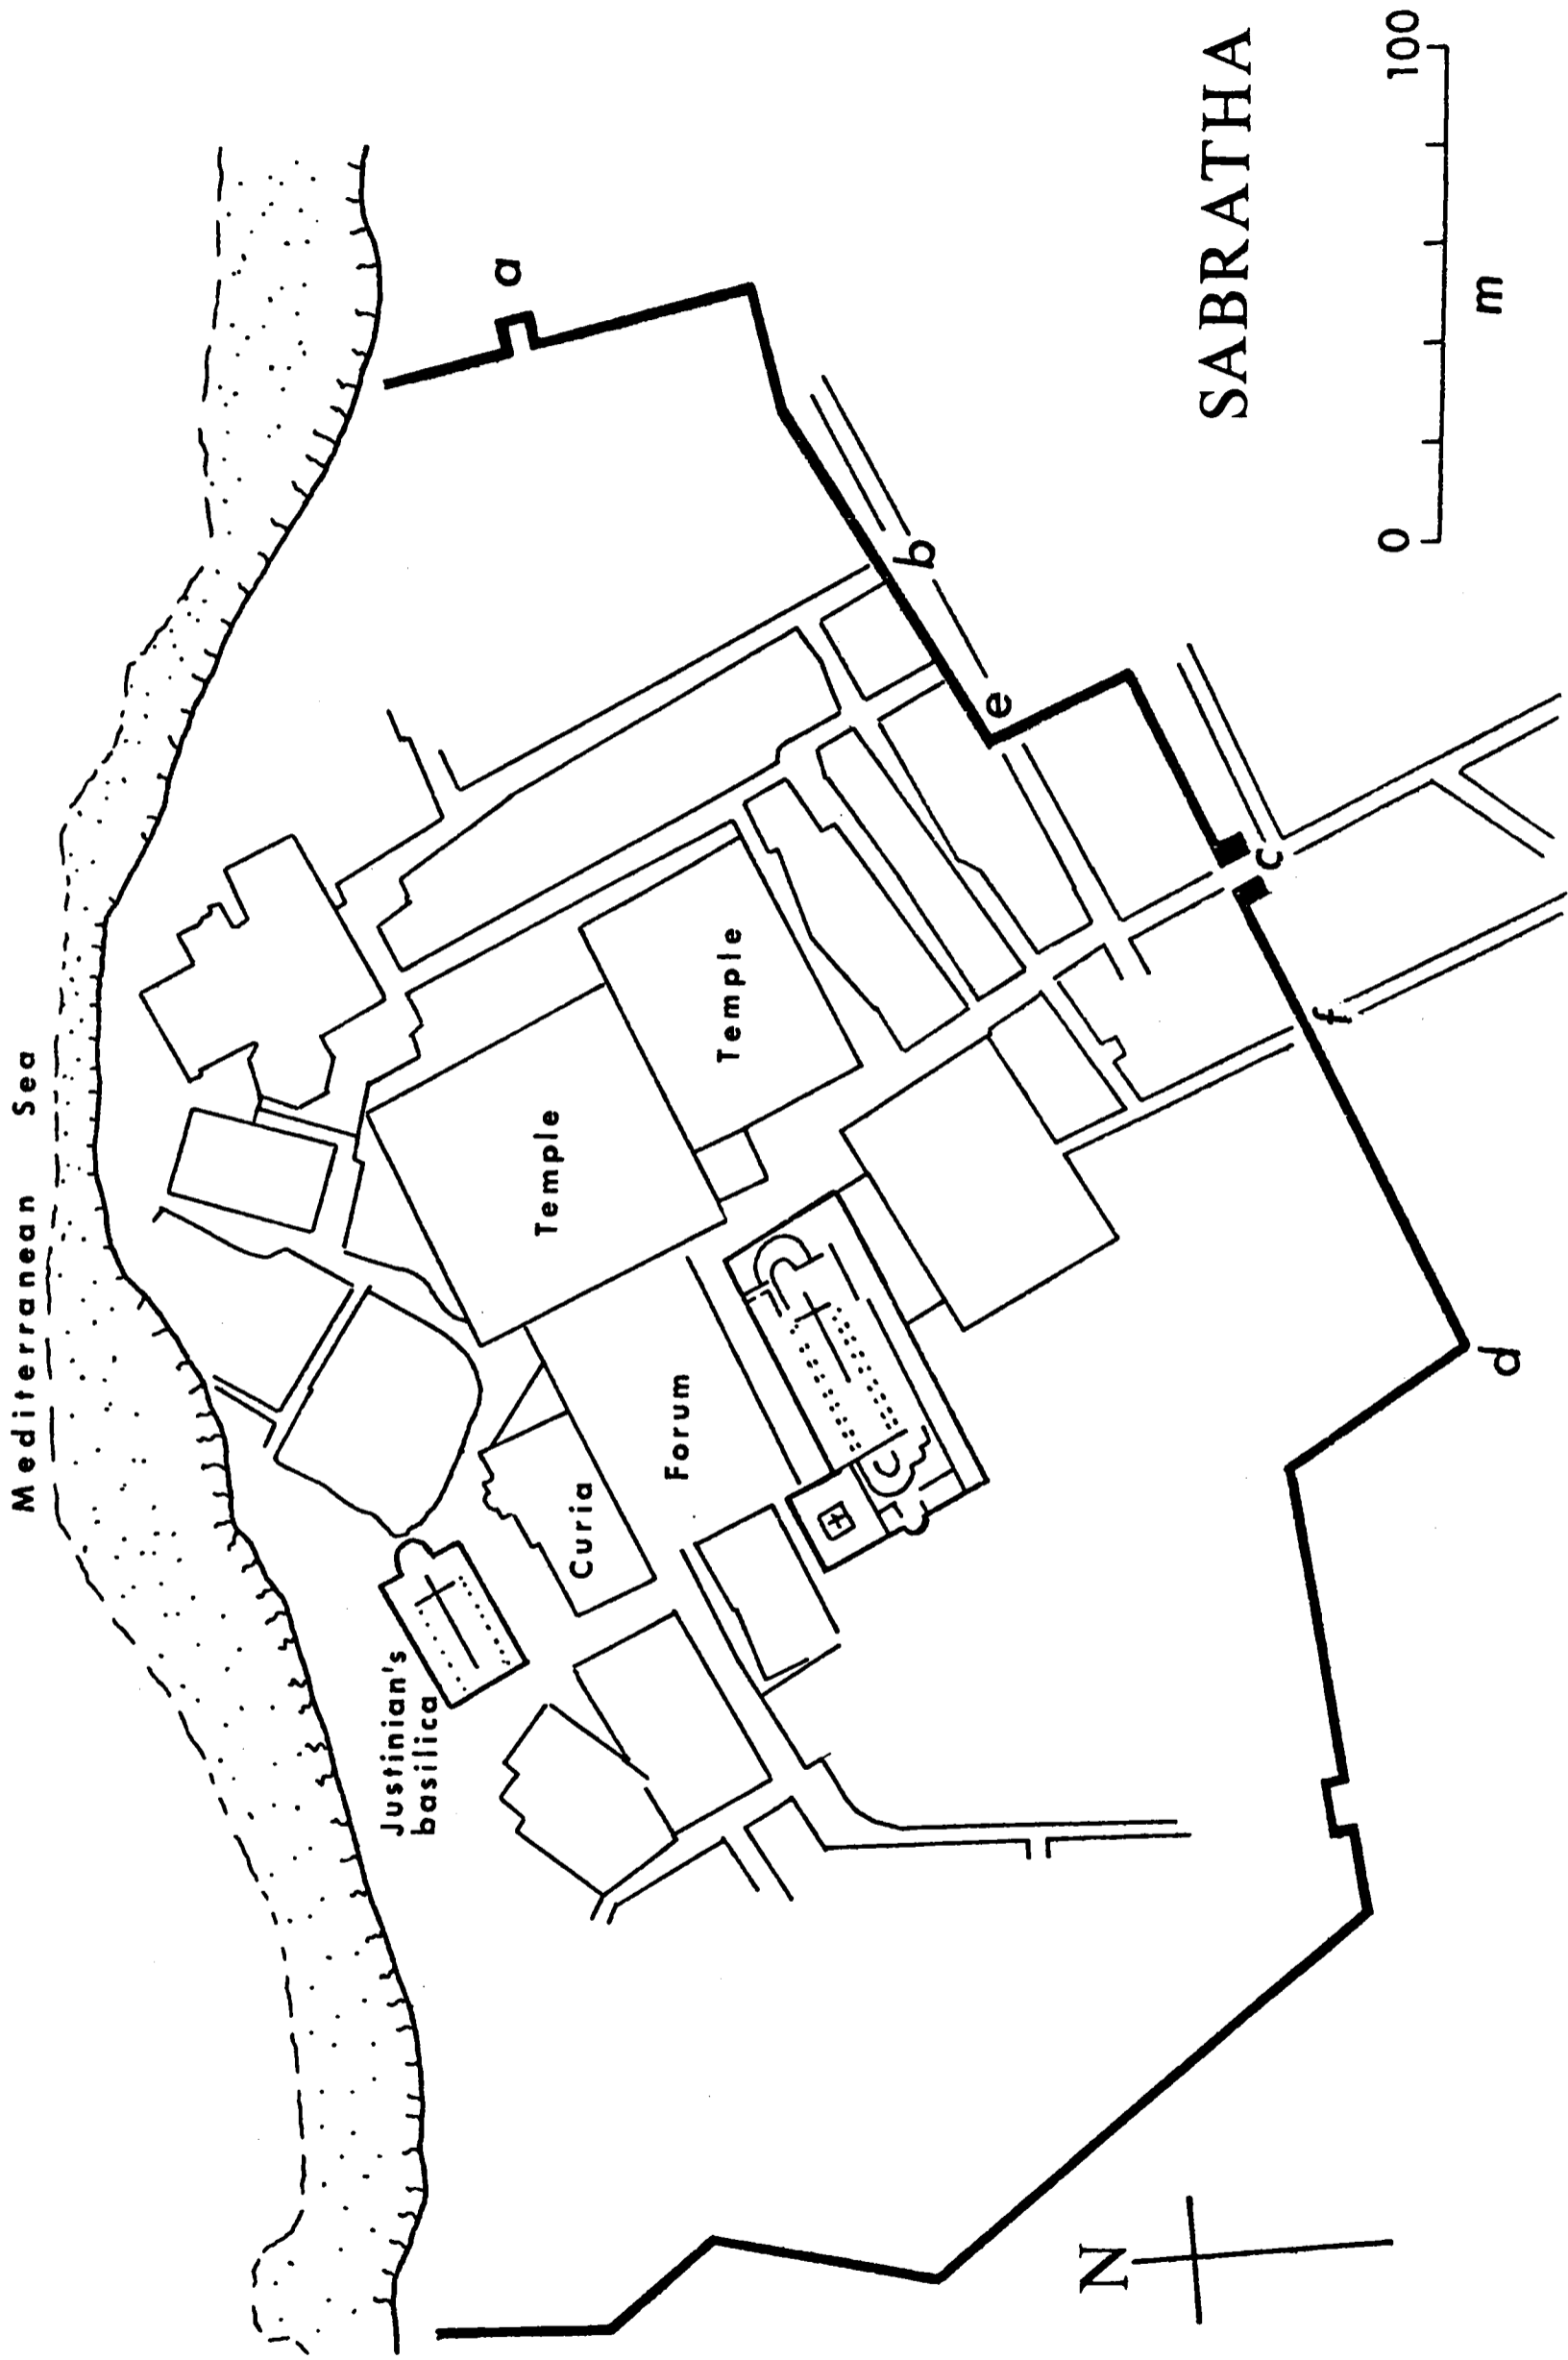 Mediterranean Sea
Justinian's
basilica
Curia
Temple
Temple
Forum
a
b
e
c
f
d
N
SABRATHA
0 100
m